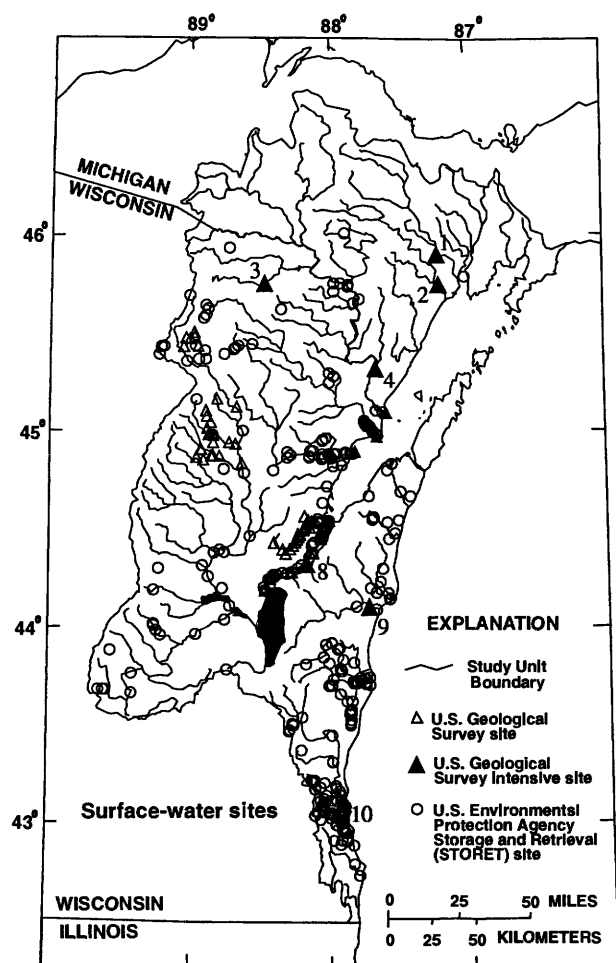 89° 88° 87°
MICHIGAN
WISCONSIN
46°
1
3
2
4
45°
8
44°
9
EXPLANATION
Study Unit
Boundary
U.S. Geological
Survey site
U.S. Geological
Survey Intensive site
U.S. Environmental
Protection Agency
Storage and Retrieval
(STORET) site
43°
Surface-water sites
10
WISCONSIN
ILLINOIS
0 25 50 MILES
0 25 50 KILOMETERS